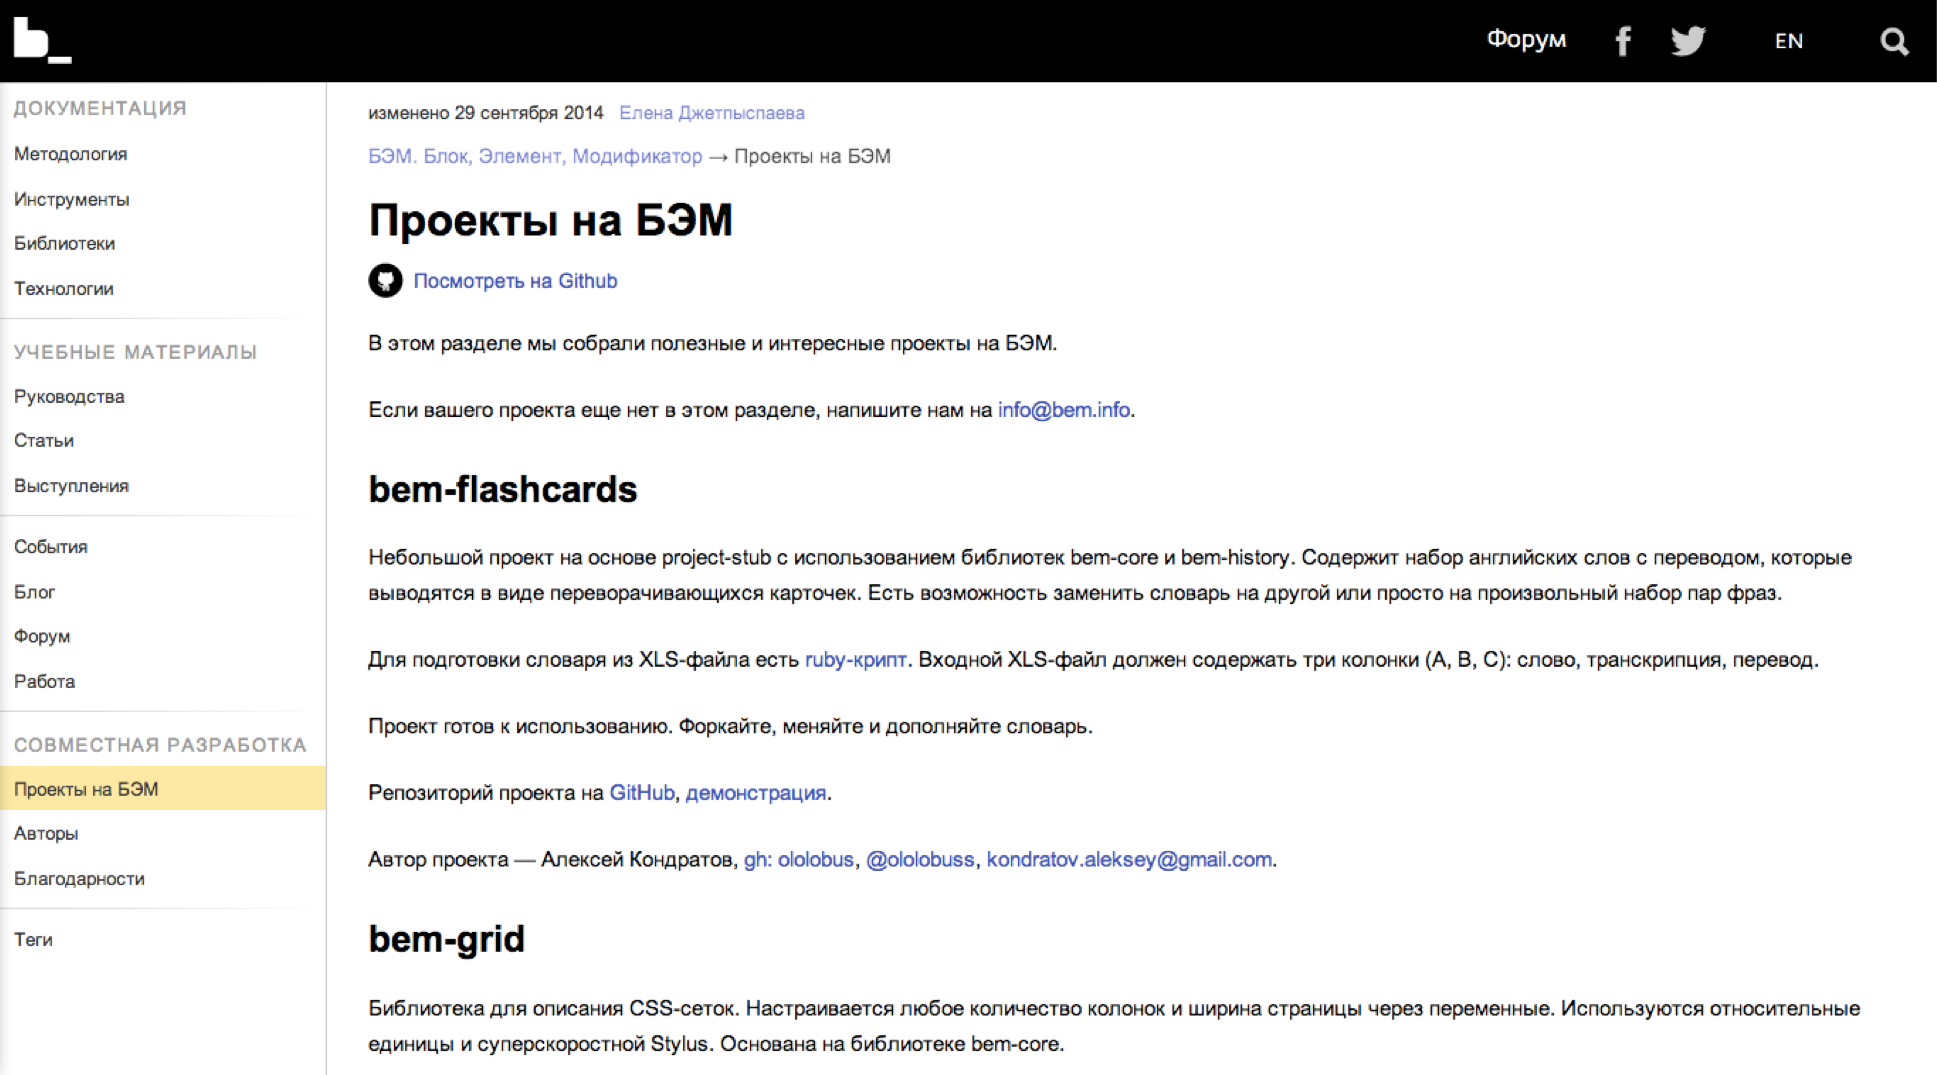 b_
Форум
EN
ДОКУМЕНТАЦИЯ
Методология
Инструменты
Библиотеки
Технологии
УЧЕБНЫЕ МАТЕРИАЛЫ
Руководства
Статьи
Выступления
События
Блог
Форум
Работа
СОВМЕСТНАЯ РАЗРАБОТКА
Проекты на БЭМ
Авторы
Благодарности
Теги
изменено 29 сентября 2014 Елена Джетпыспаева
БЭМ. Блок, Элемент, Модификатор → Проекты на БЭМ
Проекты на БЭМ
Посмотреть на Github
В этом разделе мы собрали полезные и интересные проекты на БЭМ.
Если вашего проекта еще нет в этом разделе, напишите нам на info@bem.info.
bem-flashcards
Небольшой проект на основе project-stub с использованием библиотек bem-core и bem-history. Содержит набор английских слов с переводом, которые
выводятся в виде переворачивающихся карточек. Есть возможность заменить словарь на другой или просто на произвольный набор пар фраз.
Для подготовки словаря из XLS-файла есть ruby-крипт. Входной XLS-файл должен содержать три колонки (A, B, C): слово, транскрипция, перевод.
Проект готов к использованию. Форкайте, меняйте и дополняйте словарь.
Репозиторий проекта на GitHub, демонстрация.
Автор проекта — Алексей Кондратов, gh: ololobus, @ololobuss, kondratov.aleksey@gmail.com.
bem-grid
Библиотека для описания CSS-сеток. Настраивается любое количество колонок и ширина страницы через переменные. Используются относительные
единицы и суперскоростной Stylus. Основана на библиотеке bem-core.